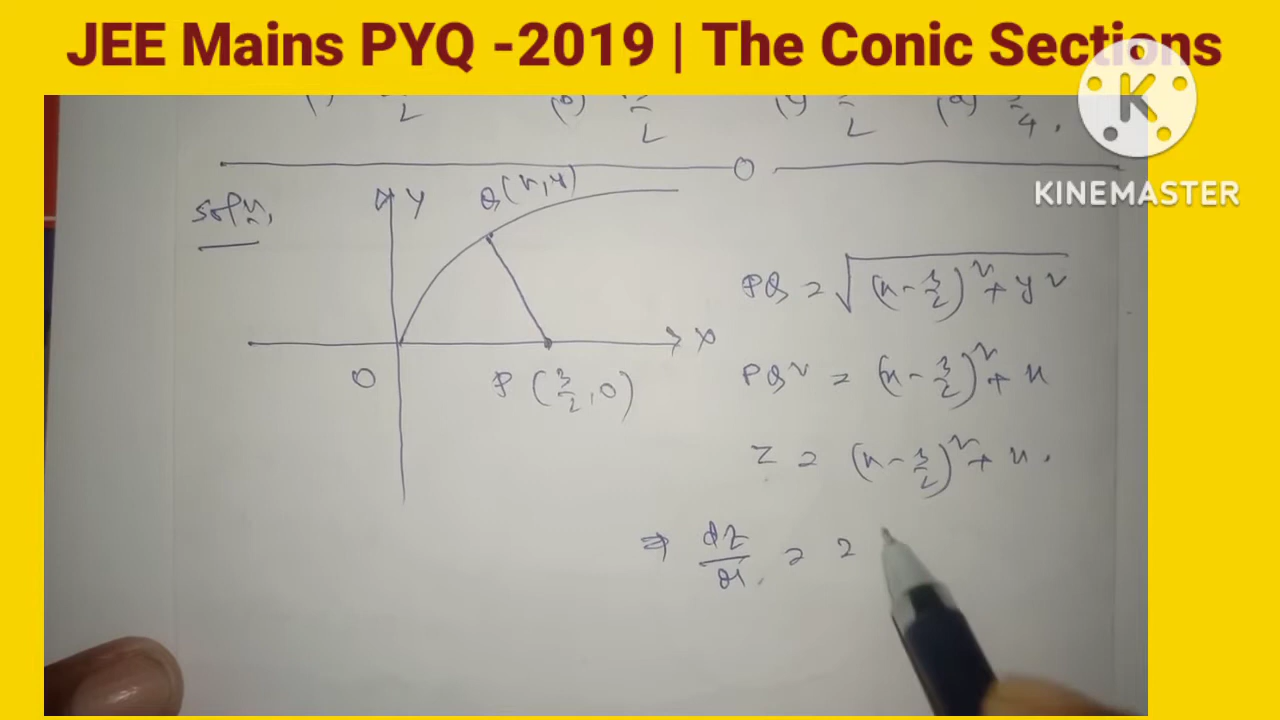 JEE Mains PYQ -2019 | The Conic Sections
K
KINEMASTER
soln.
Y
Q(x,y)
X
O
P (3/2, 0)
PQ = √((x - 3/2)² + y²)
PQ² = (x - 3/2)² + x
Z = (x - 3/2)² + x.
⇒ dz/dx = 2